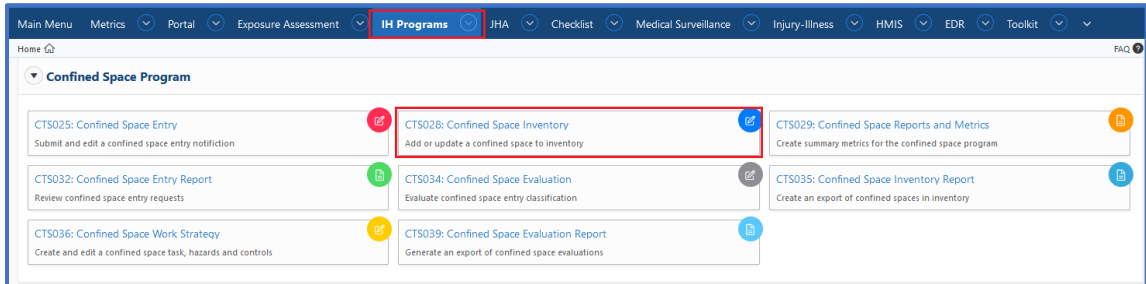 Main Menu Metrics Portal Exposure Assessment IH Programs JHA Checklist Medical Surveillance Injury-Illness HMIS EDR Toolkit
Home FAQ ?
Confined Space Program
CTS025: Confined Space Entry
Submit and edit a confined space entry notifiction
CTS028: Confined Space Inventory
Add or update a confined space to inventory
CTS029: Confined Space Reports and Metrics
Create summary metrics for the confined space program
CTS032: Confined Space Entry Report
Review confined space entry requests
CTS034: Confined Space Evaluation
Evaluate confined space entry classification
CTS035: Confined Space Inventory Report
Create an export of confined spaces in inventory
CTS036: Confined Space Work Strategy
Create and edit a confined space task, hazards and controls
CTS039: Confined Space Evaluation Report
Generate an export of confined space evaluations